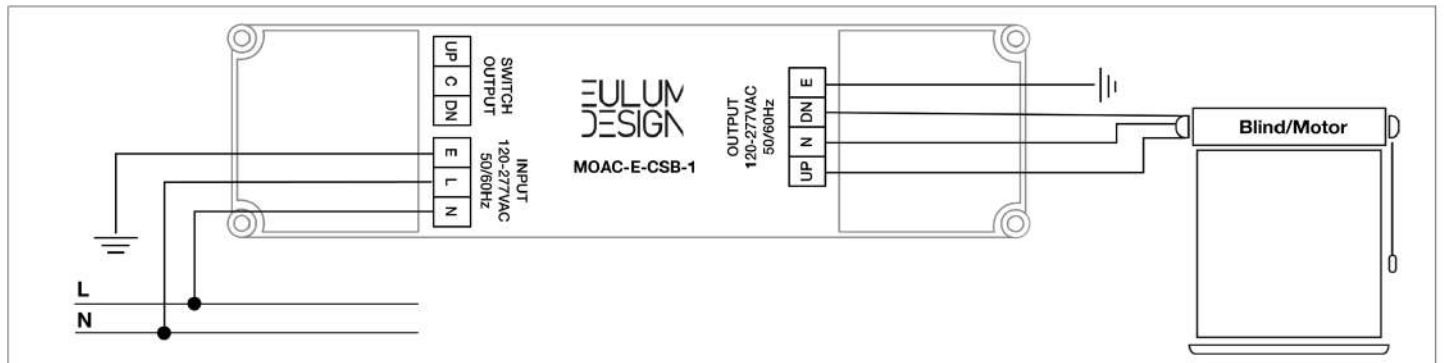 UP
C
DN
SWITCH
OUTPUT
E
L
N
INPUT
120-277VAC
50/60Hz
EULUM
DESIGN
MOAC-E-CSB-1
OUTPUT
120-277VAC
50/60Hz
E
DN
N
UP
Blind/Motor
L
N